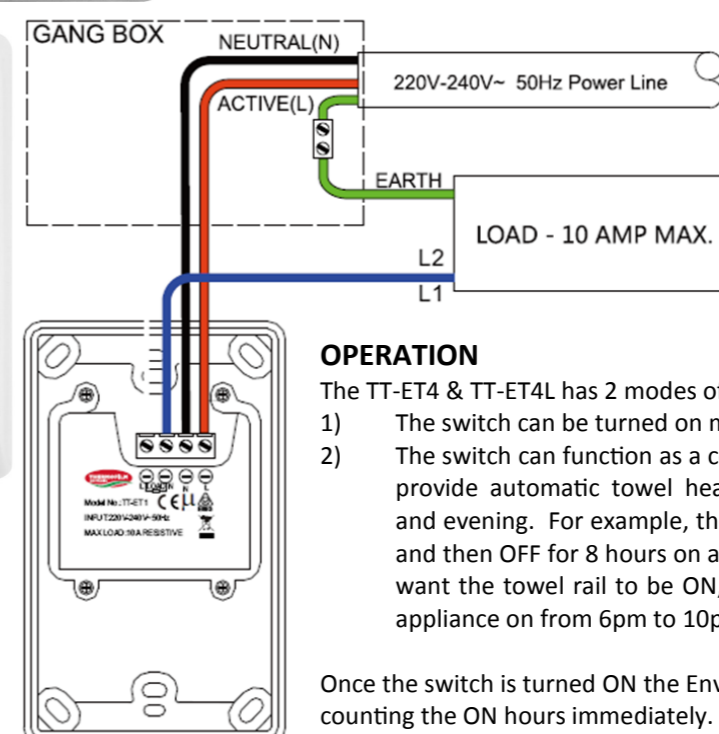 GANG BOX
NEUTRAL(N)
220V-240V~ 50Hz Power Line
ACTIVE(L)
EARTH
LOAD - 10 AMP MAX.
L2
L1
N L
Model No.:TT-ET1 CE
INPUT:220V-240V~50Hz
MAX LOAD:10A RESISTIVE
OPERATION
The TT-ET4 & TT-ET4L has 2 modes o
1) The switch can be turned on
2) The switch can function as a
provide automatic towel
and evening. For example,
and then OFF for 8 hours on a
want the towel rail to be ON,
appliance on from 6pm to
Once the switch is turned ON the
counting the ON hours immediately.